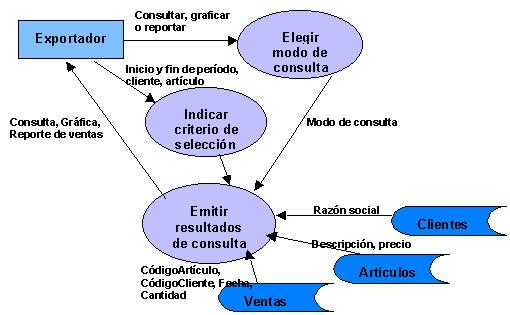 Consultar, graficar
o reportar
Exportador
Elegir
modo de
consulta
Inicio y fin de período,
cliente, artículo
Indicar
criterio de
selección
Consulta, Gráfica,
Reporte de ventas
Modo de consulta
Emitir
resultados
de consulta
Razón social
Clientes
Descripción, precio
Artículos
CódigoArtículo,
CódigoCliente, Fecha,
Cantidad
Ventas